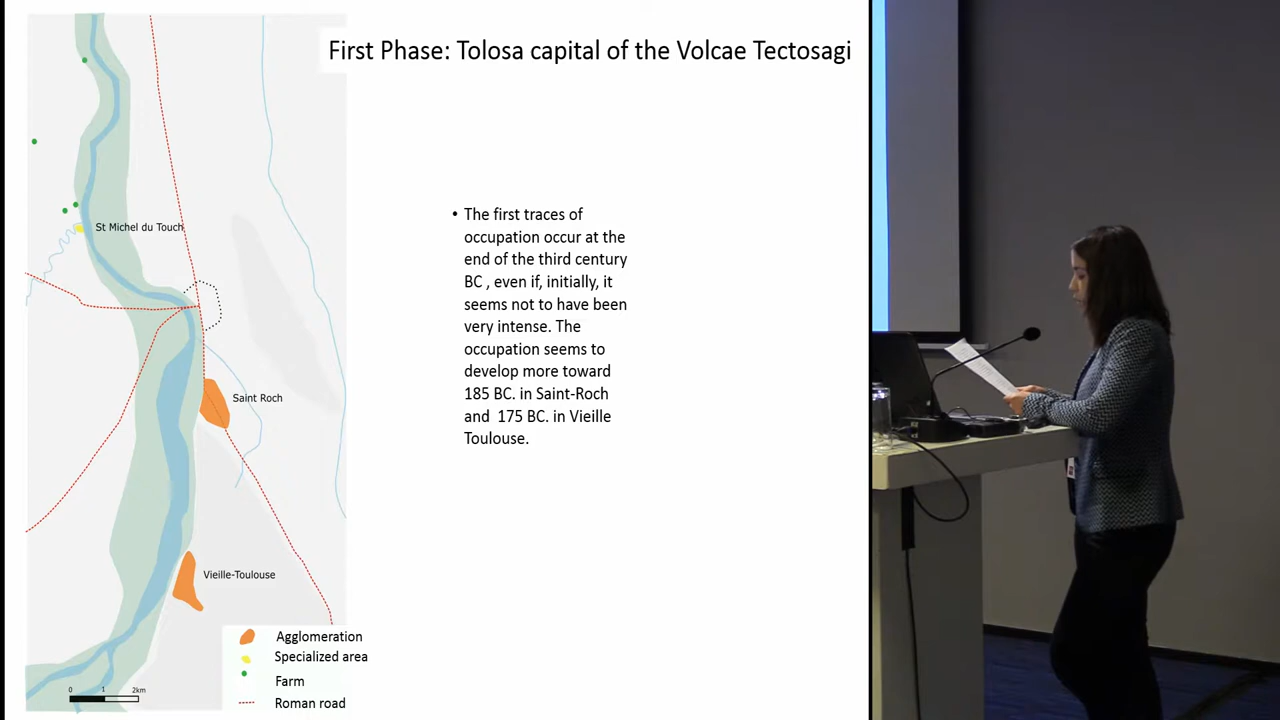 First Phase: Tolosa capital of the Volcae Tectosagi
St Michel du Touch
Saint Roch
Vieille-Toulouse
• The first traces of
occupation occur at the
end of the third century
BC , even if, initially, it
seems not to have been
very intense. The
occupation seems to
develop more toward
185 BC. in Saint-Roch
and 175 BC. in Vieille
Toulouse.
Agglomeration
Specialized area
Farm
Roman road
0 1 2km